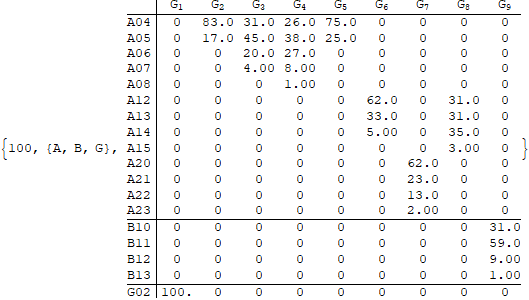 G₁ G₂ G₃ G₄ G₅ G₆ G₇ G₈ G₉
A04 0 83.0 31.0 26.0 75.0 0 0 0 0
A05 0 17.0 45.0 38.0 25.0 0 0 0 0
A06 0 0 20.0 27.0 0 0 0 0 0
A07 0 0 4.00 8.00 0 0 0 0 0
A08 0 0 0 1.00 0 0 0 0 0
A12 0 0 0 0 0 62.0 0 31.0 0
A13 0 0 0 0 0 33.0 0 31.0 0
A14 0 0 0 0 0 5.00 0 35.0 0
{100, {A, B, G}, A15 0 0 0 0 0 0 0 3.00 0 }
A20 0 0 0 0 0 0 62.0 0 0
A21 0 0 0 0 0 0 23.0 0 0
A22 0 0 0 0 0 0 13.0 0 0
A23 0 0 0 0 0 0 2.00 0 0
B10 0 0 0 0 0 0 0 0 31.0
B11 0 0 0 0 0 0 0 0 59.0
B12 0 0 0 0 0 0 0 0 9.00
B13 0 0 0 0 0 0 0 0 1.00
G02 100. 0 0 0 0 0 0 0 0